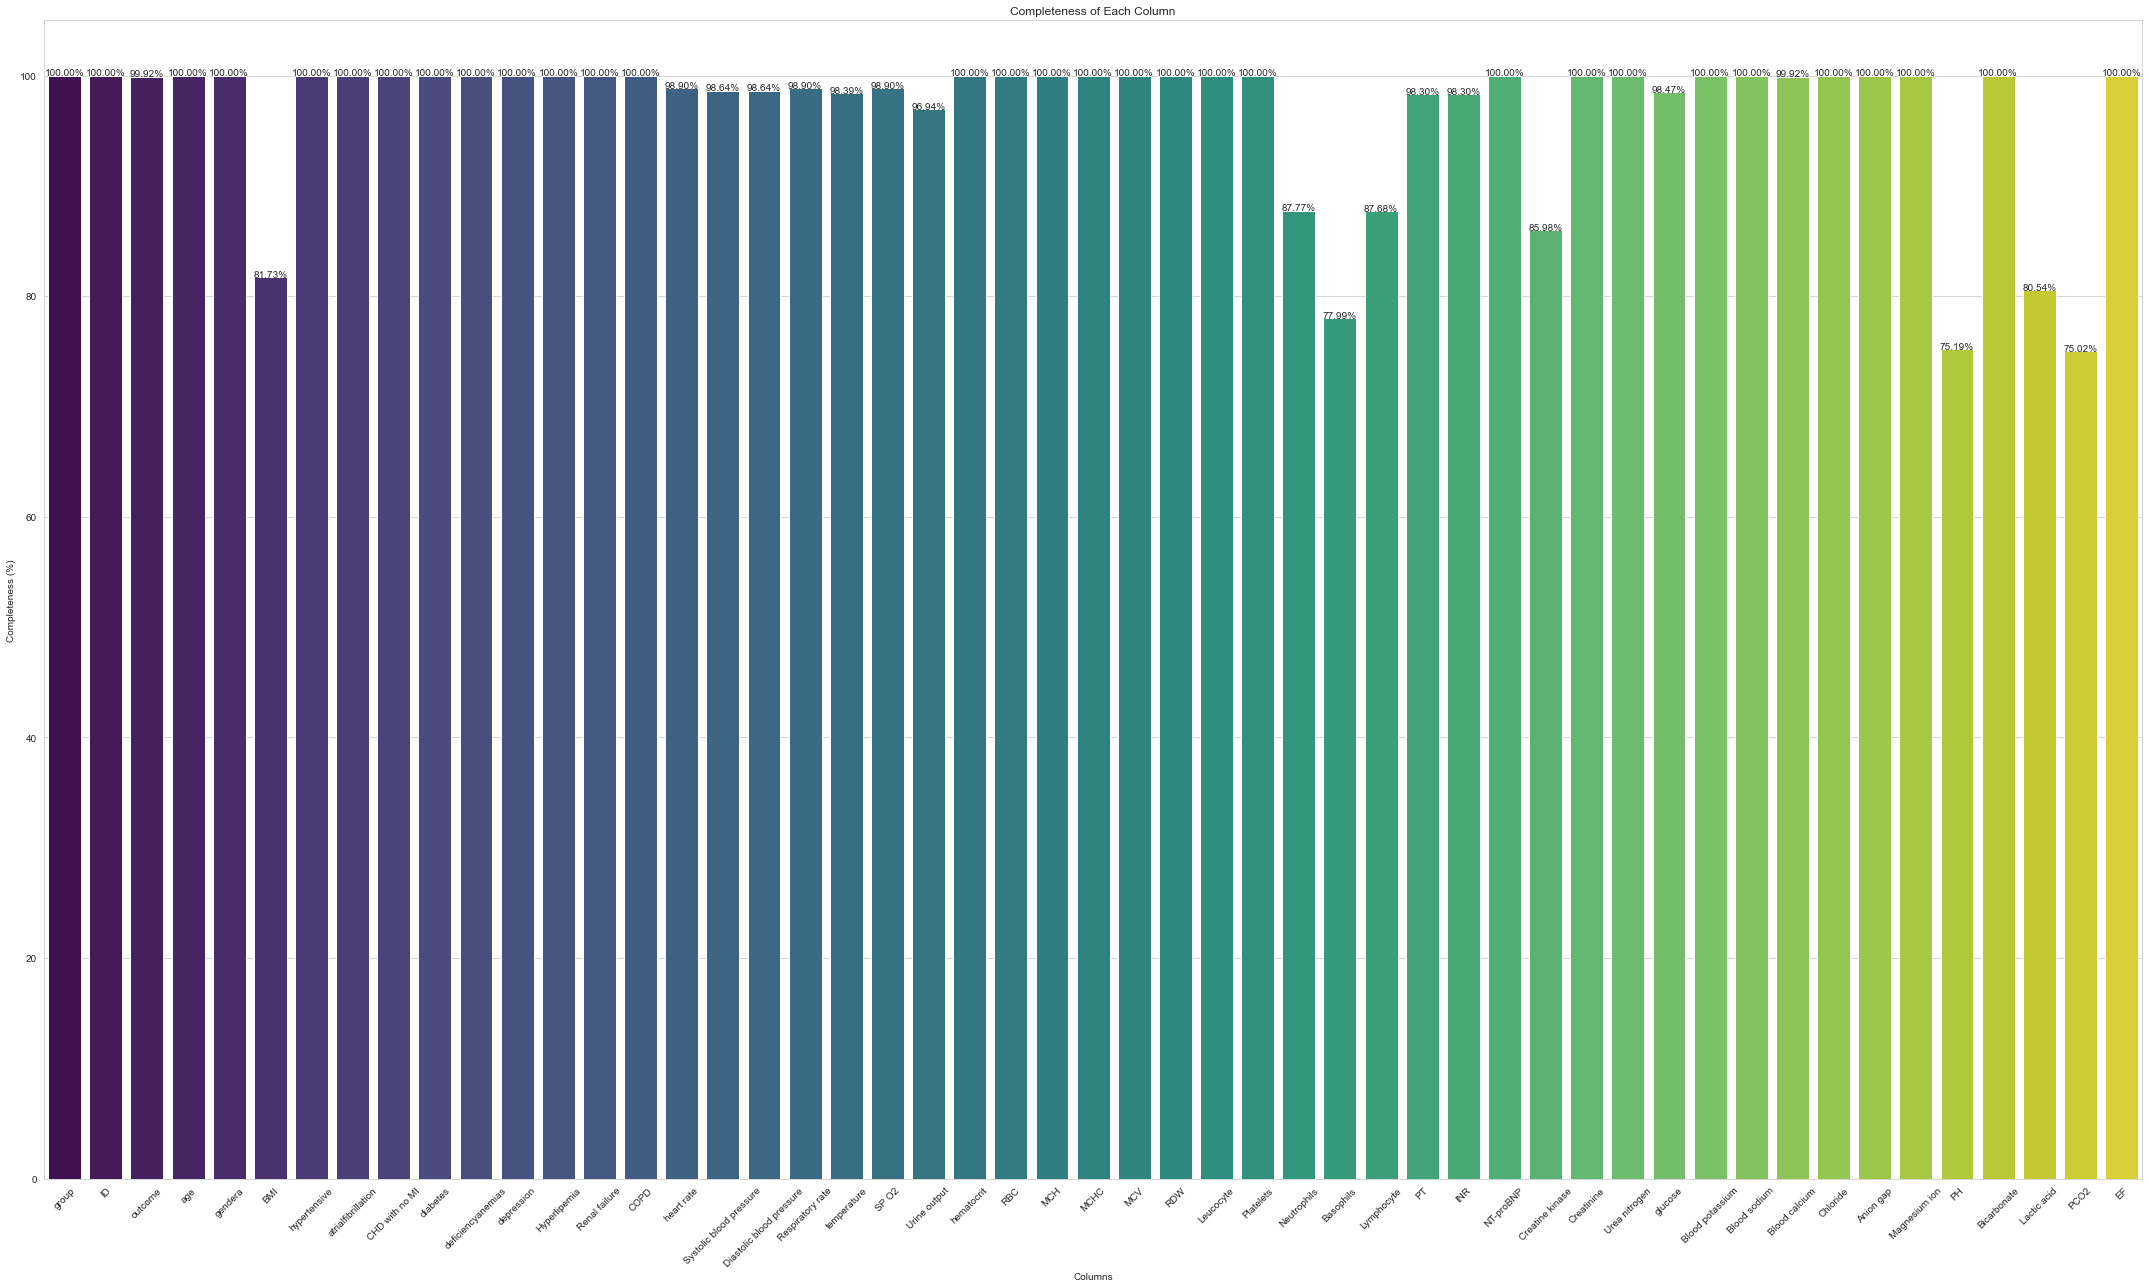 Completeness of Each Column
100.00% 100.00% 99.92% 100.00% 100.00% 81.73% 100.00% 100.00% 100.00% 100.00% 100.00% 100.00% 100.00% 100.00% 100.00% 98.90% 98.64% 98.64% 98.90% 98.39% 98.90% 96.94% 100.00% 100.00% 100.00% 100.00% 100.00% 100.00% 100.00% 100.00% 87.77% 77.99% 87.68% 98.30% 98.30% 100.00% 85.98% 100.00% 100.00% 98.47% 100.00% 100.00% 99.92% 100.00% 100.00% 100.00% 75.19% 100.00% 80.54% 75.02% 100.00%
100
80
60
40
20
0
Completeness (%)
group
ID
outcome
age
gendera
BMI
hypertensive
atrialfibrillation
CHD with no MI
diabetes
deficiencyanemias
depression
Hyperlipemia
Renal failure
COPD
heart rate
Systolic blood pressure
Diastolic blood pressure
Respiratory rate
temperature
SP O2
Urine output
hematocrit
RBC
MCH
MCHC
MCV
RDW
Leucocyte
Platelets
Neutrophils
Basophils
Lymphocyte
PT
INR
NT-proBNP
Creatine kinase
Creatinine
Urea nitrogen
glucose
Blood potassium
Blood sodium
Blood calcium
Chloride
Anion gap
Magnesium ion
PH
Bicarbonate
Lactic acid
PCO2
EF
Columns